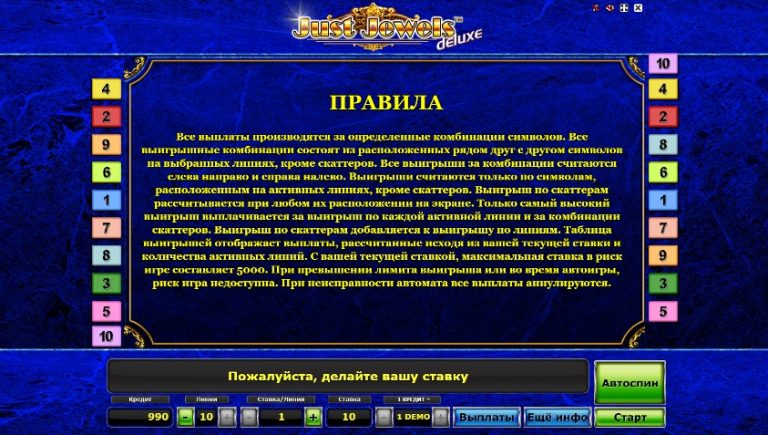 Just Jewels™
deluxe
10
4
4
2
2
9
8
6
6
1
1
7
7
8
9
3
3
5
5
10
ПРАВИЛА
Все выплаты производятся за определенные комбинации символов. Все
выигрышные комбинации состоят из расположенных рядом друг с другом символов
на выбранных линиях, кроме скаттеров. Все выигрыши за комбинации считаются
слева направо и справа налево. Выигрыши считаются только по символам,
расположенным на активных линиях, кроме скаттеров. Выигрыш по скаттерам
рассчитывается при любом их расположении на экране. Только самый высокий
выигрыш выплачивается за выигрыш по каждой активной линии и за комбинации
скаттеров. Выигрыш по скаттерам добавляется к выигрышу по линиям. Таблица
выигрышей отображает выплаты, рассчитанные исходя из вашей текущей ставки и
количества активных линий. С вашей текущей ставкой, максимальная ставка в риск
игре составляет 5000. При превышении лимита выигрыша или во время автоигры,
риск игра недоступна. При неисправности автомата все выплаты аннулируются.
Пожалуйста, делайте вашу ставку
Автоспин
Кредит Линии Ставка/Линия Ставка 1 КРЕДИТ =
990 - 10 + - 1 + 10 - 1 DEMO + Выплаты Ещё инфо Старт